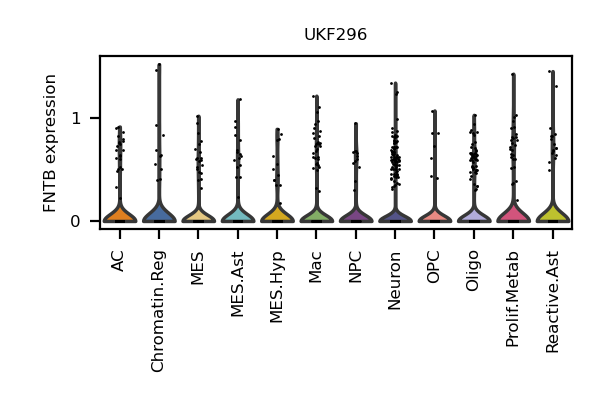 UKF296
FNTB expression
1
0
AC
Chromatin.Reg
MES
MES.Ast
MES.Hyp
Mac
NPC
Neuron
OPC
Oligo
Prolif.Metab
Reactive.Ast